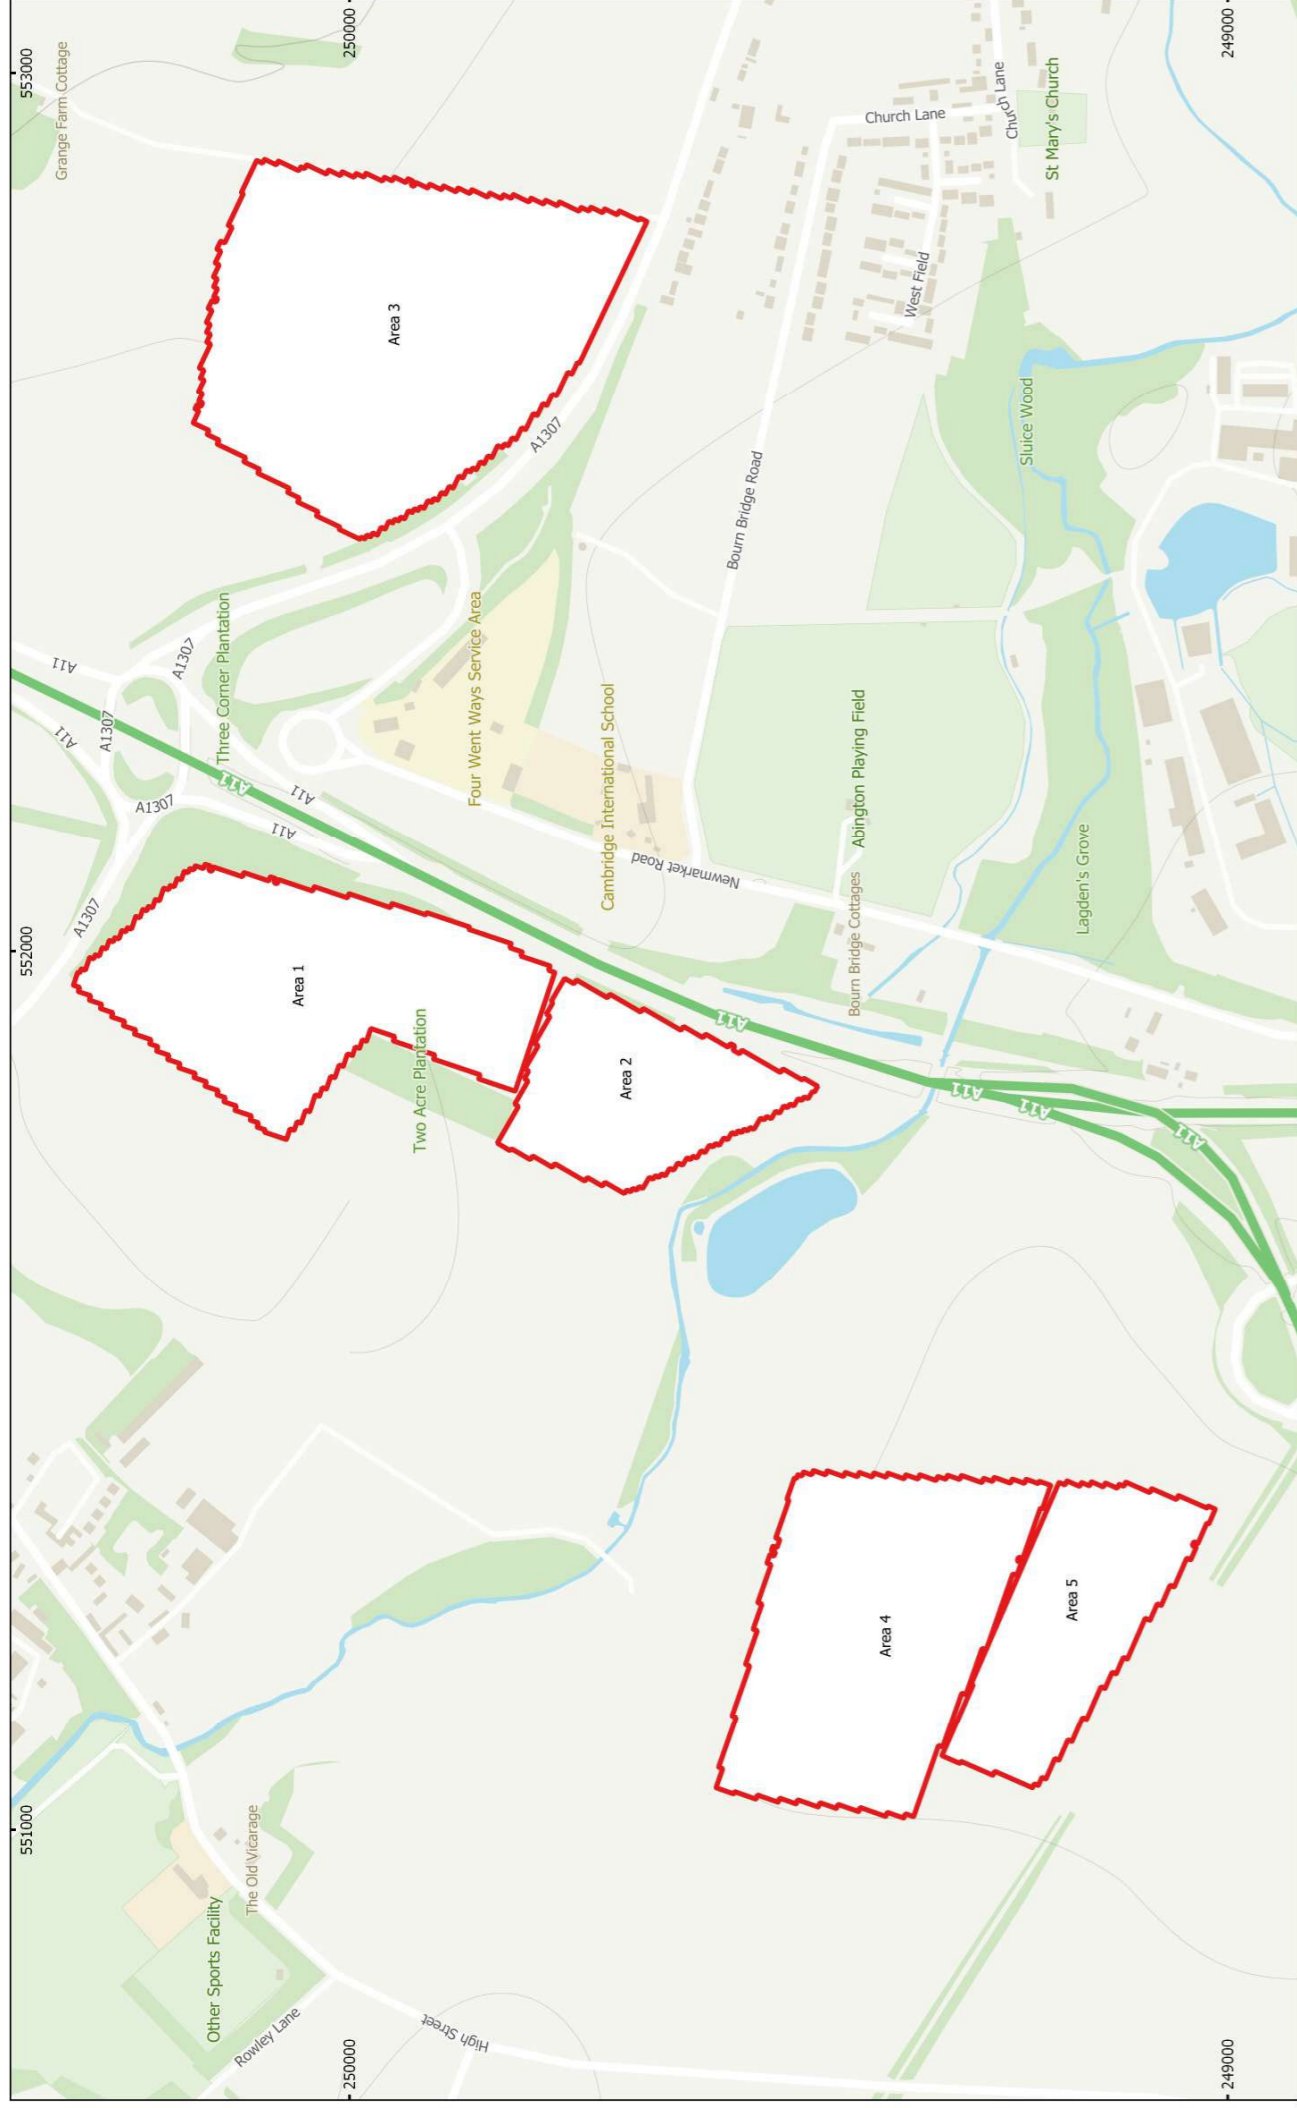 553000
552000
551000
250000
249000
250000
249000
Grange Farm Cottage
Area 3
A1307
A11
A11
A1307
A1307
A1307
A1307
Three Corner Plantation
A11
A11
A11
Four Went Ways Service Area
Cambridge International School
Newmarket Road
Bourn Bridge Road
Church Lane
Church Lane
St Mary's Church
West Field
Sluice Wood
Abington Playing Field
Bourn Bridge Cottages
Lagden's Grove
Area 1
Two Acre Plantation
Area 2
A11
A11
A11
A11
Area 4
Area 5
The Old Vicarage
Other Sports Facility
Rowley Lane
High Street